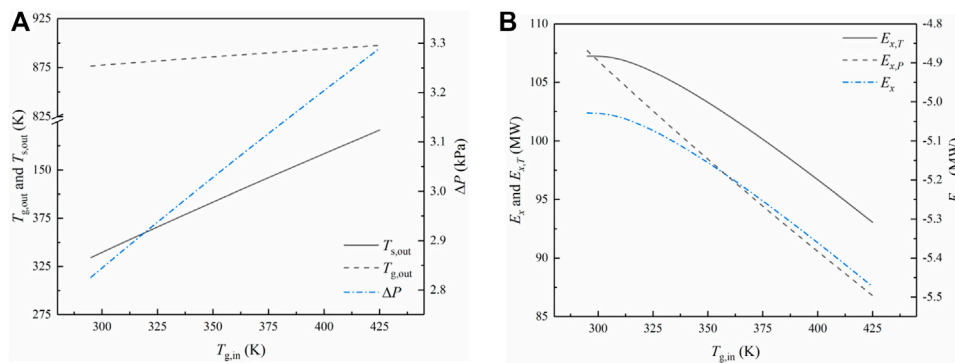 A
925
875
825
150
375
325
275
T_g,out and T_s,out (K)
3.3
3.2
3.1
3.0
2.9
2.8
ΔP (kPa)
T_s,out
T_g,out
ΔP
300 325 350 375 400 425
T_g,in (K)
B
110
105
100
95
90
85
E_x and E_x,T (MW)
-4.8
-4.9
-5.0
-5.1
-5.2
-5.3
-5.4
-5.5
(MW)
E_x,T
E_x,P
E_x
300 325 350 375 400 425
T_g,in (K)